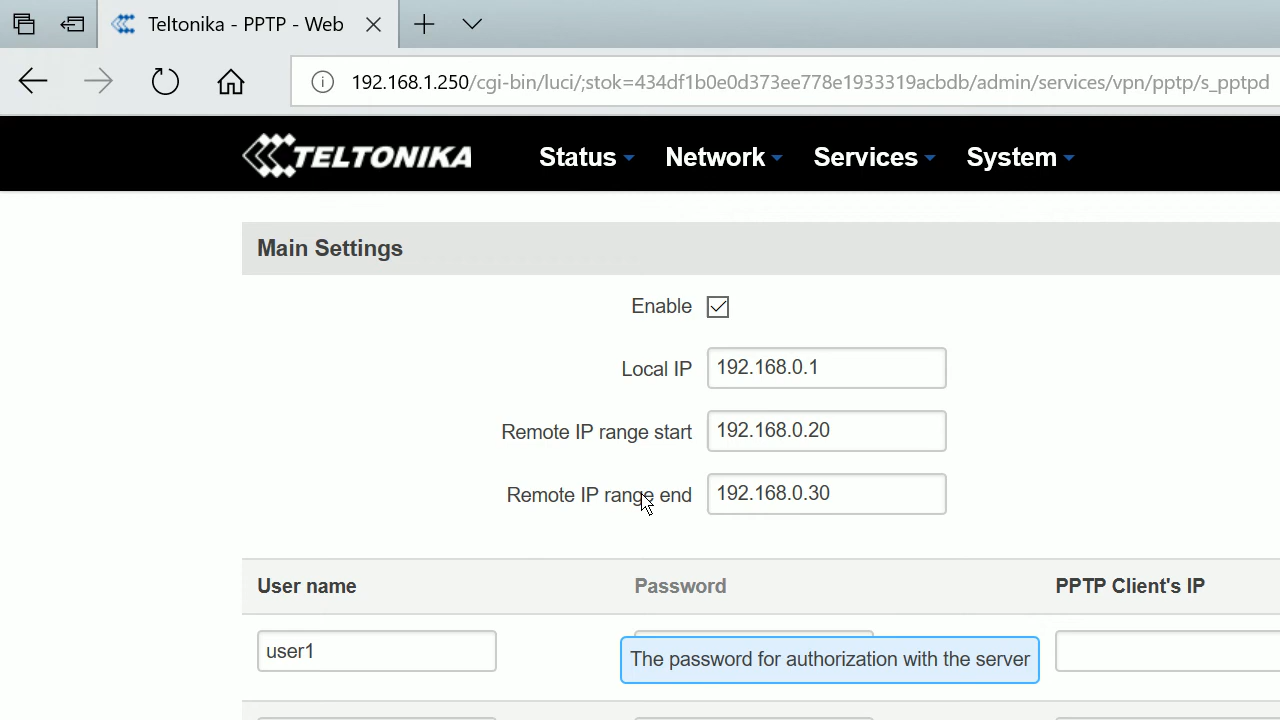 Teltonika - PPTP - Web
192.168.1.250/cgi-bin/luci/;stok=434df1b0e0d373ee778e1933319acbdb/admin/services/vpn/pptp/s_pptpd
TELTONIKA Status Network Services System
Main Settings
Enable
Local IP 192.168.0.1
Remote IP range start 192.168.0.20
Remote IP range end 192.168.0.30
User name Password PPTP Client's IP
user1
The password for authorization with the server